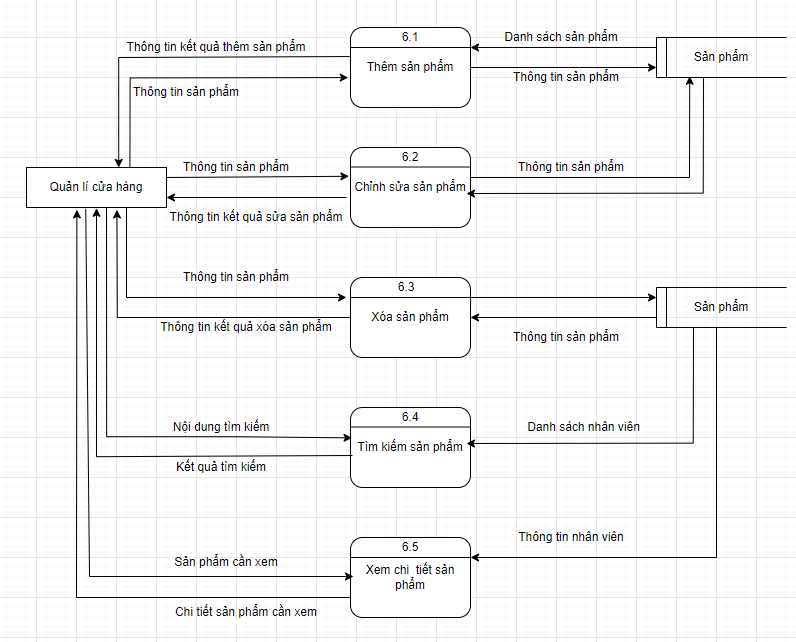 6.1
Thêm sản phẩm
Thông tin kết quả thêm sản phẩm
Thông tin sản phẩm
Danh sách sản phẩm
Thông tin sản phẩm
Sản phẩm
6.2
Chỉnh sửa sản phẩm
Quản lí cửa hàng
Thông tin sản phẩm
Thông tin kết quả sửa sản phẩm
Thông tin sản phẩm
6.3
Xóa sản phẩm
Thông tin sản phẩm
Thông tin kết quả xóa sản phẩm
Thông tin sản phẩm
Sản phẩm
6.4
Tìm kiếm sản phẩm
Nội dung tìm kiếm
Kết quả tìm kiếm
Danh sách nhân viên
6.5
Xem chi tiết sản
phẩm
Sản phẩm cần xem
Chi tiết sản phẩm cần xem
Thông tin nhân viên